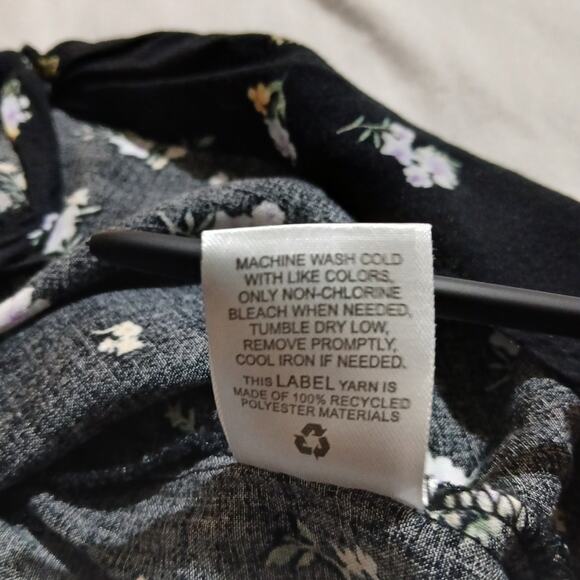 MACHINE WASH COLD
WITH LIKE COLORS,
ONLY NON-CHLORINE
BLEACH WHEN NEEDED,
TUMBLE DRY LOW,
REMOVE PROMPTLY,
COOL IRON IF NEEDED.
THIS LABEL YARN IS
MADE OF 100% RECYCLED
POLYESTER MATERIALS